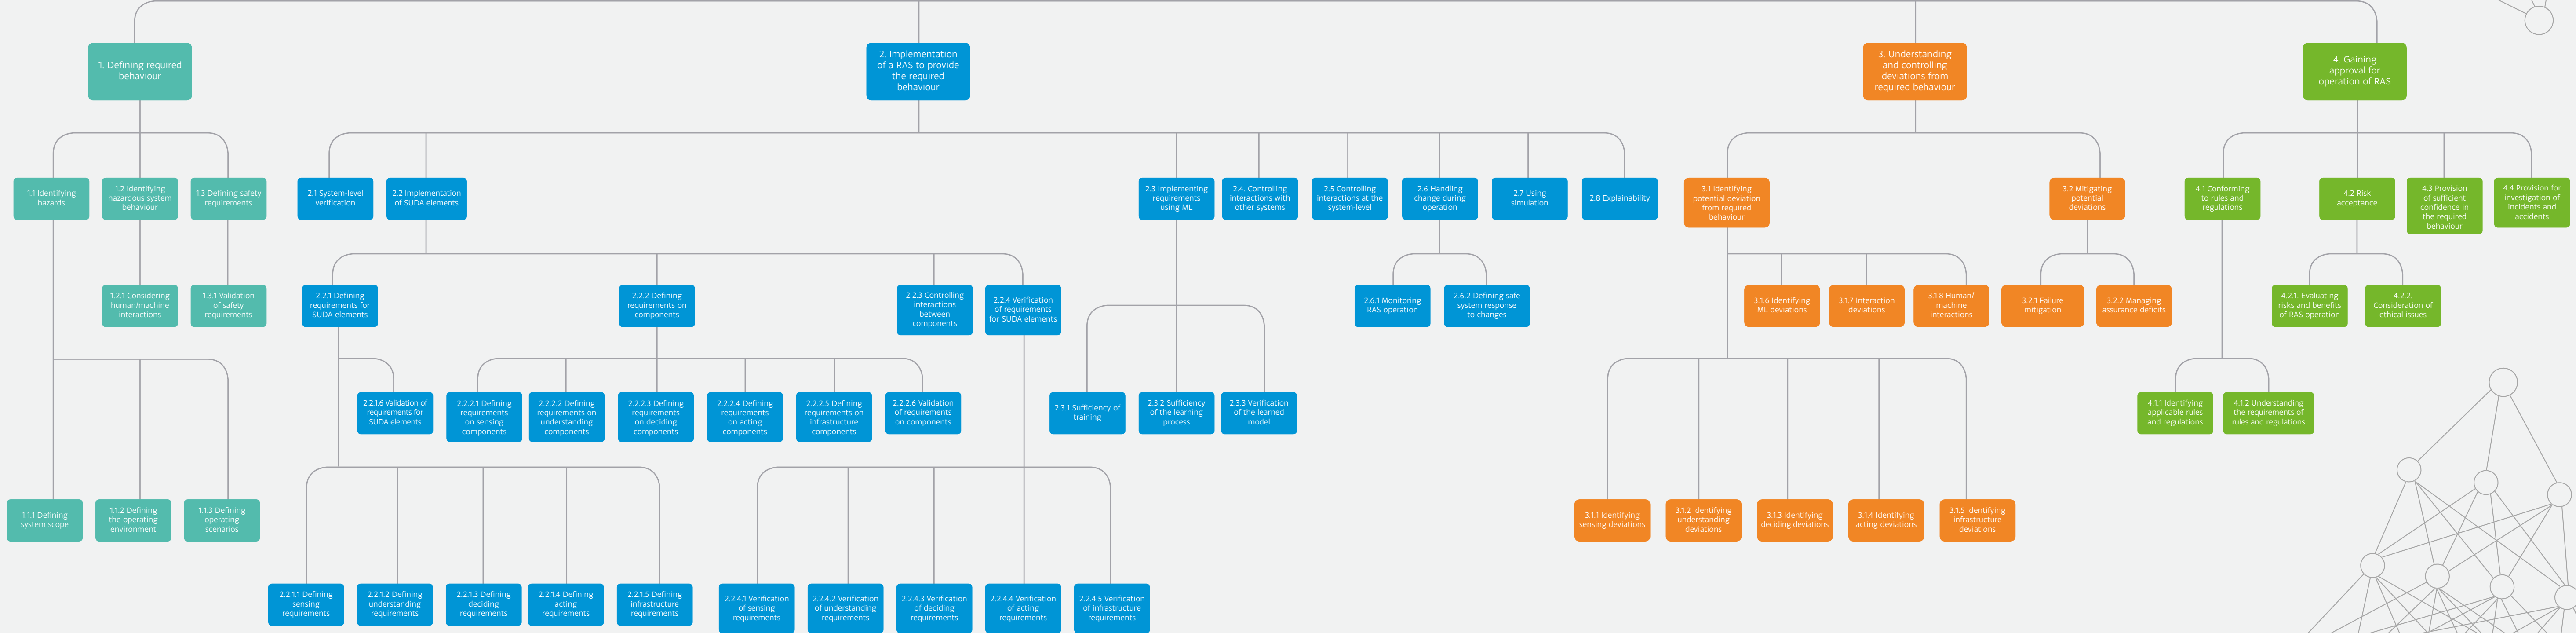 1. Defining required
behaviour
2. Implementation
of a RAS to provide
the required
behaviour
3. Understanding
and controlling
deviations from
required behaviour
4. Gaining
approval for
operation of RAS
1.1 Identifying
hazards
1.2 Identifying
hazardous system
behaviour
1.3 Defining safety
requirements
2.1 System-level
verification
2.2 Implementation
of SUDA elements
2.3 Implementing
requirements
using ML
2.4. Controlling
interactions with
other systems
2.5 Controlling
interactions at the
system-level
2.6 Handling
change during
operation
2.7 Using
simulation
2.8 Explainability
3.1 Identifying
potential deviation
from required
behaviour
3.2 Mitigating
potential
deviations
4.1 Conforming
to rules and
regulations
4.2 Risk
acceptance
4.3 Provision
of sufficient
confidence in
the required
behaviour
4.4 Provision for
investigation of
incidents and
accidents
1.2.1 Considering
human/machine
interactions
1.3.1 Validation
of safety
requirements
2.2.1 Defining
requirements for
SUDA elements
2.2.2 Defining
requirements on
components
2.2.3 Controlling
interactions
between
components
2.2.4 Verification
of requirements
for SUDA elements
2.6.1 Monitoring
RAS operation
2.6.2 Defining safe
system response
to changes
3.1.6 Identifying
ML deviations
3.1.7 Interaction
deviations
3.1.8 Human/
machine
interactions
3.2.1 Failure
mitigation
3.2.2 Managing
assurance deficits
4.2.1. Evaluating
risks and benefits
of RAS operation
4.2.2.
Consideration of
ethical issues
2.2.1.6 Validation of
requirements for
SUDA elements
2.2.2.1 Defining
requirements
on sensing
components
2.2.2.2 Defining
requirements on
understanding
components
2.2.2.3 Defining
requirements
on deciding
components
2.2.2.4 Defining
requirements
on acting
components
2.2.2.5 Defining
requirements on
infrastructure
components
2.2.2.6 Validation
of requirements
on components
2.3.1 Sufficiency of
training
2.3.2 Sufficiency
of the learning
process
2.3.3 Verification
of the learned
model
4.1.1 Identifying
applicable rules
and regulations
4.1.2 Understanding
the requirements of
rules and regulations
1.1.1 Defining
system scope
1.1.2 Defining
the operating
environment
1.1.3 Defining
operating
scenarios
3.1.1 Identifying
sensing deviations
3.1.2 Identifying
understanding
deviations
3.1.3 Identifying
deciding deviations
3.1.4 Identifying
acting deviations
3.1.5 Identifying
infrastructure
deviations
2.2.1.1 Defining
sensing
requirements
2.2.1.2 Defining
understanding
requirements
2.2.1.3 Defining
deciding
requirements
2.2.1.4 Defining
acting
requirements
2.2.1.5 Defining
infrastructure
requirements
2.2.4.1 Verification
of sensing
requirements
2.2.4.2 Verification
of understanding
requirements
2.2.4.3 Verification
of deciding
requirements
2.2.4.4 Verification
of acting
requirements
2.2.4.5 Verification
of infrastructure
requirements